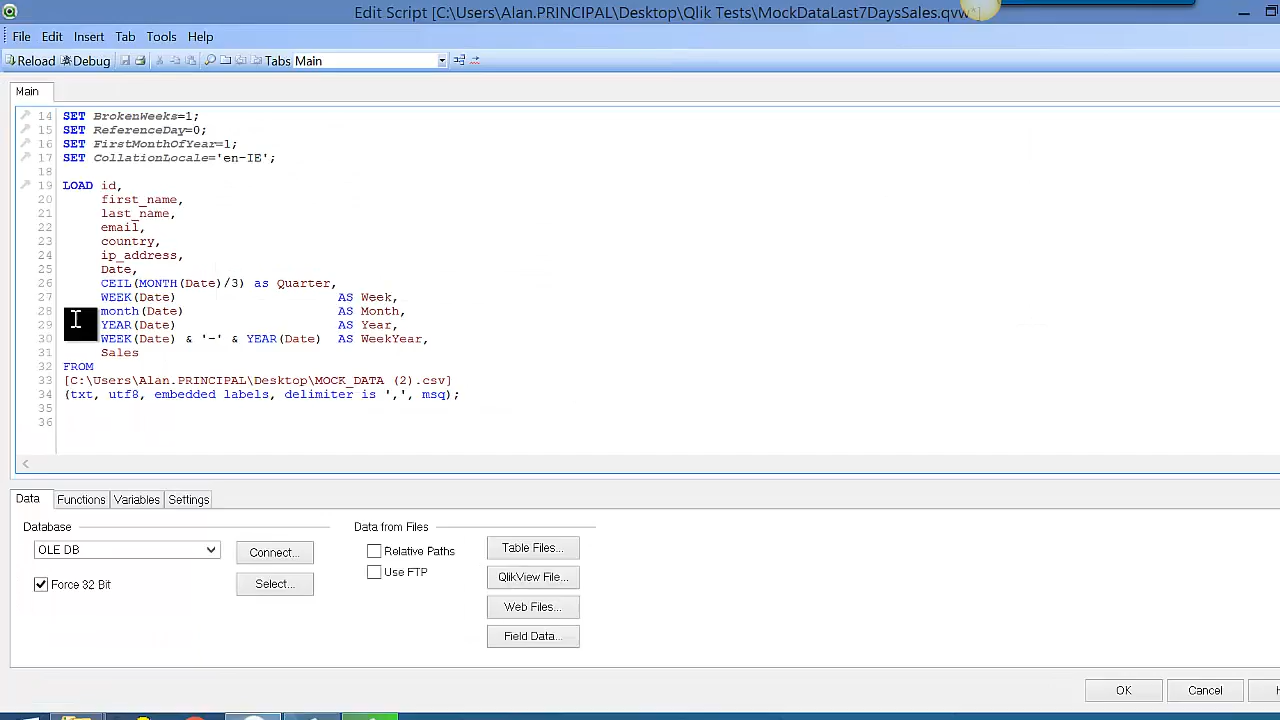 Edit Script [C:\Users\Alan.PRINCIPAL\Desktop\Qlik Tests\MockDataLast7DaysSales.qvw*]
File Edit Insert Tab Tools Help
Reload Debug Tabs Main
Main
14 SET BrokenWeeks=1;
15 SET ReferenceDay=0;
16 SET FirstMonthOfYear=1;
17 SET CollationLocale='en-IE';
18
19 LOAD id,
20 first_name,
21 last_name,
22 email,
23 country,
24 ip_address,
25 Date,
26 CEIL(MONTH(Date)/3) as Quarter,
27 WEEK(Date) AS Week,
28 month(Date) AS Month,
29 YEAR(Date) AS Year,
30 WEEK(Date) & '-' & YEAR(Date) AS WeekYear,
31 Sales
32 FROM
33 [C:\Users\Alan.PRINCIPAL\Desktop\MOCK_DATA (2).csv]
34 (txt, utf8, embedded labels, delimiter is ',', msq);
35
36
Data Functions Variables Settings
Database Data from Files
OLE DB Connect... Relative Paths Table Files...
Use FTP QlikView File...
Force 32 Bit Select...
Web Files...
Field Data...
OK Cancel